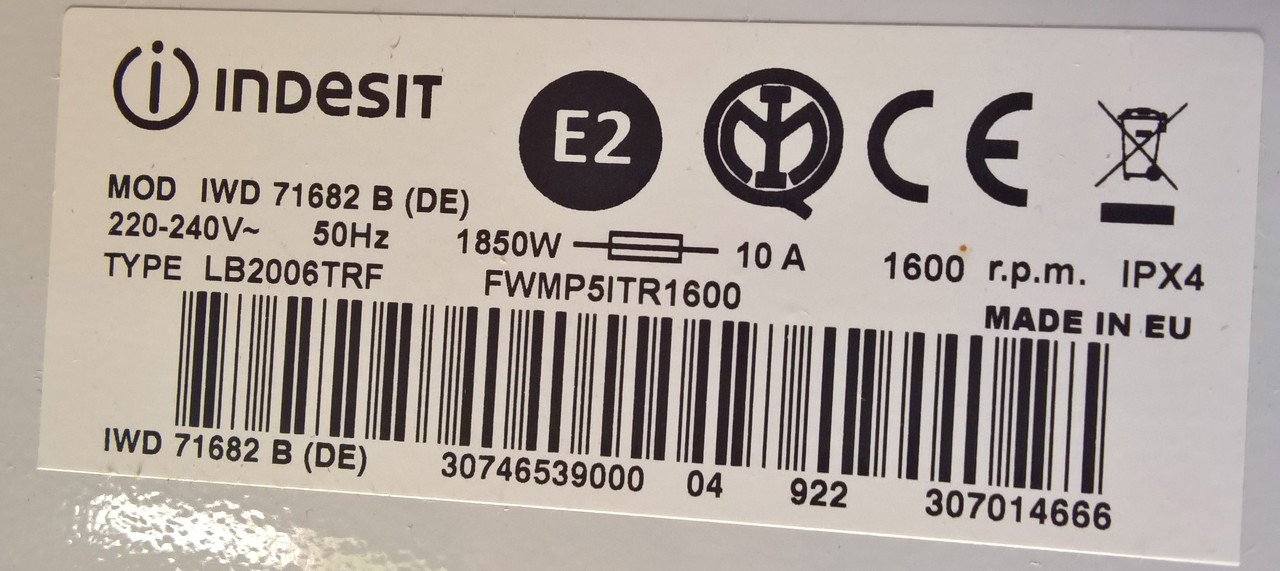 INDESIT
E2
CE
MOD IWD 71682 B (DE)
220-240V~ 50Hz 1850W 10 A 1600 r.p.m. IPX4
TYPE LB2006TRF FWMP5ITR1600
MADE IN EU
IWD 71682 B (DE) 30746539000 04 922 307014666